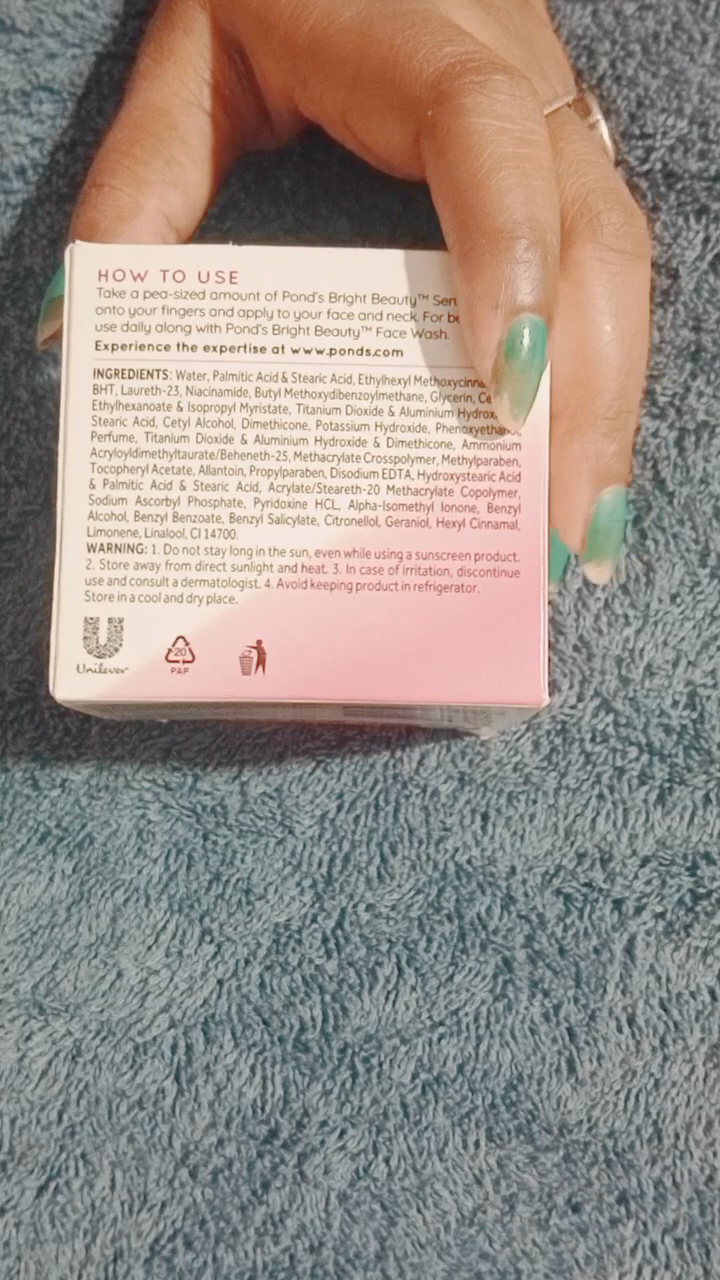 HOW TO USE
Take a pea-sized amount of Pond's Bright Beauty™
onto your fingers and apply to your face and neck. For
use daily along with Pond's Bright Beauty™ Face Wash.
Experience the expertise at www.ponds.com
INGREDIENTS: Water, Palmitic Acid & Stearic Acid, Ethylhexyl
BHT, Laureth-23, Niacinamide, Butyl Methoxydibenzoylmethane, Glycerin,
Ethylhexanoate & Isopropyl Myristate, Titanium Dioxide & Aluminium
Stearic Acid, Cetyl Alcohol, Dimethicone, Potassium Hydroxide, Phenoxyethanol,
Perfume, Titanium Dioxide & Aluminium Hydroxide & Dimethicone, Ammonium
Acryloyldimethyltaurate/Beheneth-25, Methacrylate Crosspolymer, Methylparaben,
Tocopheryl Acetate, Allantoin, Propylparaben, Disodium EDTA, Hydroxystearic Acid
& Palmitic Acid & Stearic Acid, Acrylate/Steareth-20 Methacrylate Copolymer,
Sodium Ascorbyl Phosphate, Pyridoxine HCL, Alpha-Isomethyl Ionone, Benzyl
Alcohol, Benzyl Benzoate, Benzyl Salicylate, Citronellol, Geraniol, Hexyl Cinnamal,
Limonene, Linalool, CI 14700.
WARNING: 1. Do not stay long in the sun, even while using a sunscreen product.
2. Store away from direct sunlight and heat. 3. In case of irritation, discontinue
use and consult a dermatologist. 4. Avoid keeping product in refrigerator.
Store in a cool and dry place.
Unilever
20
PAP